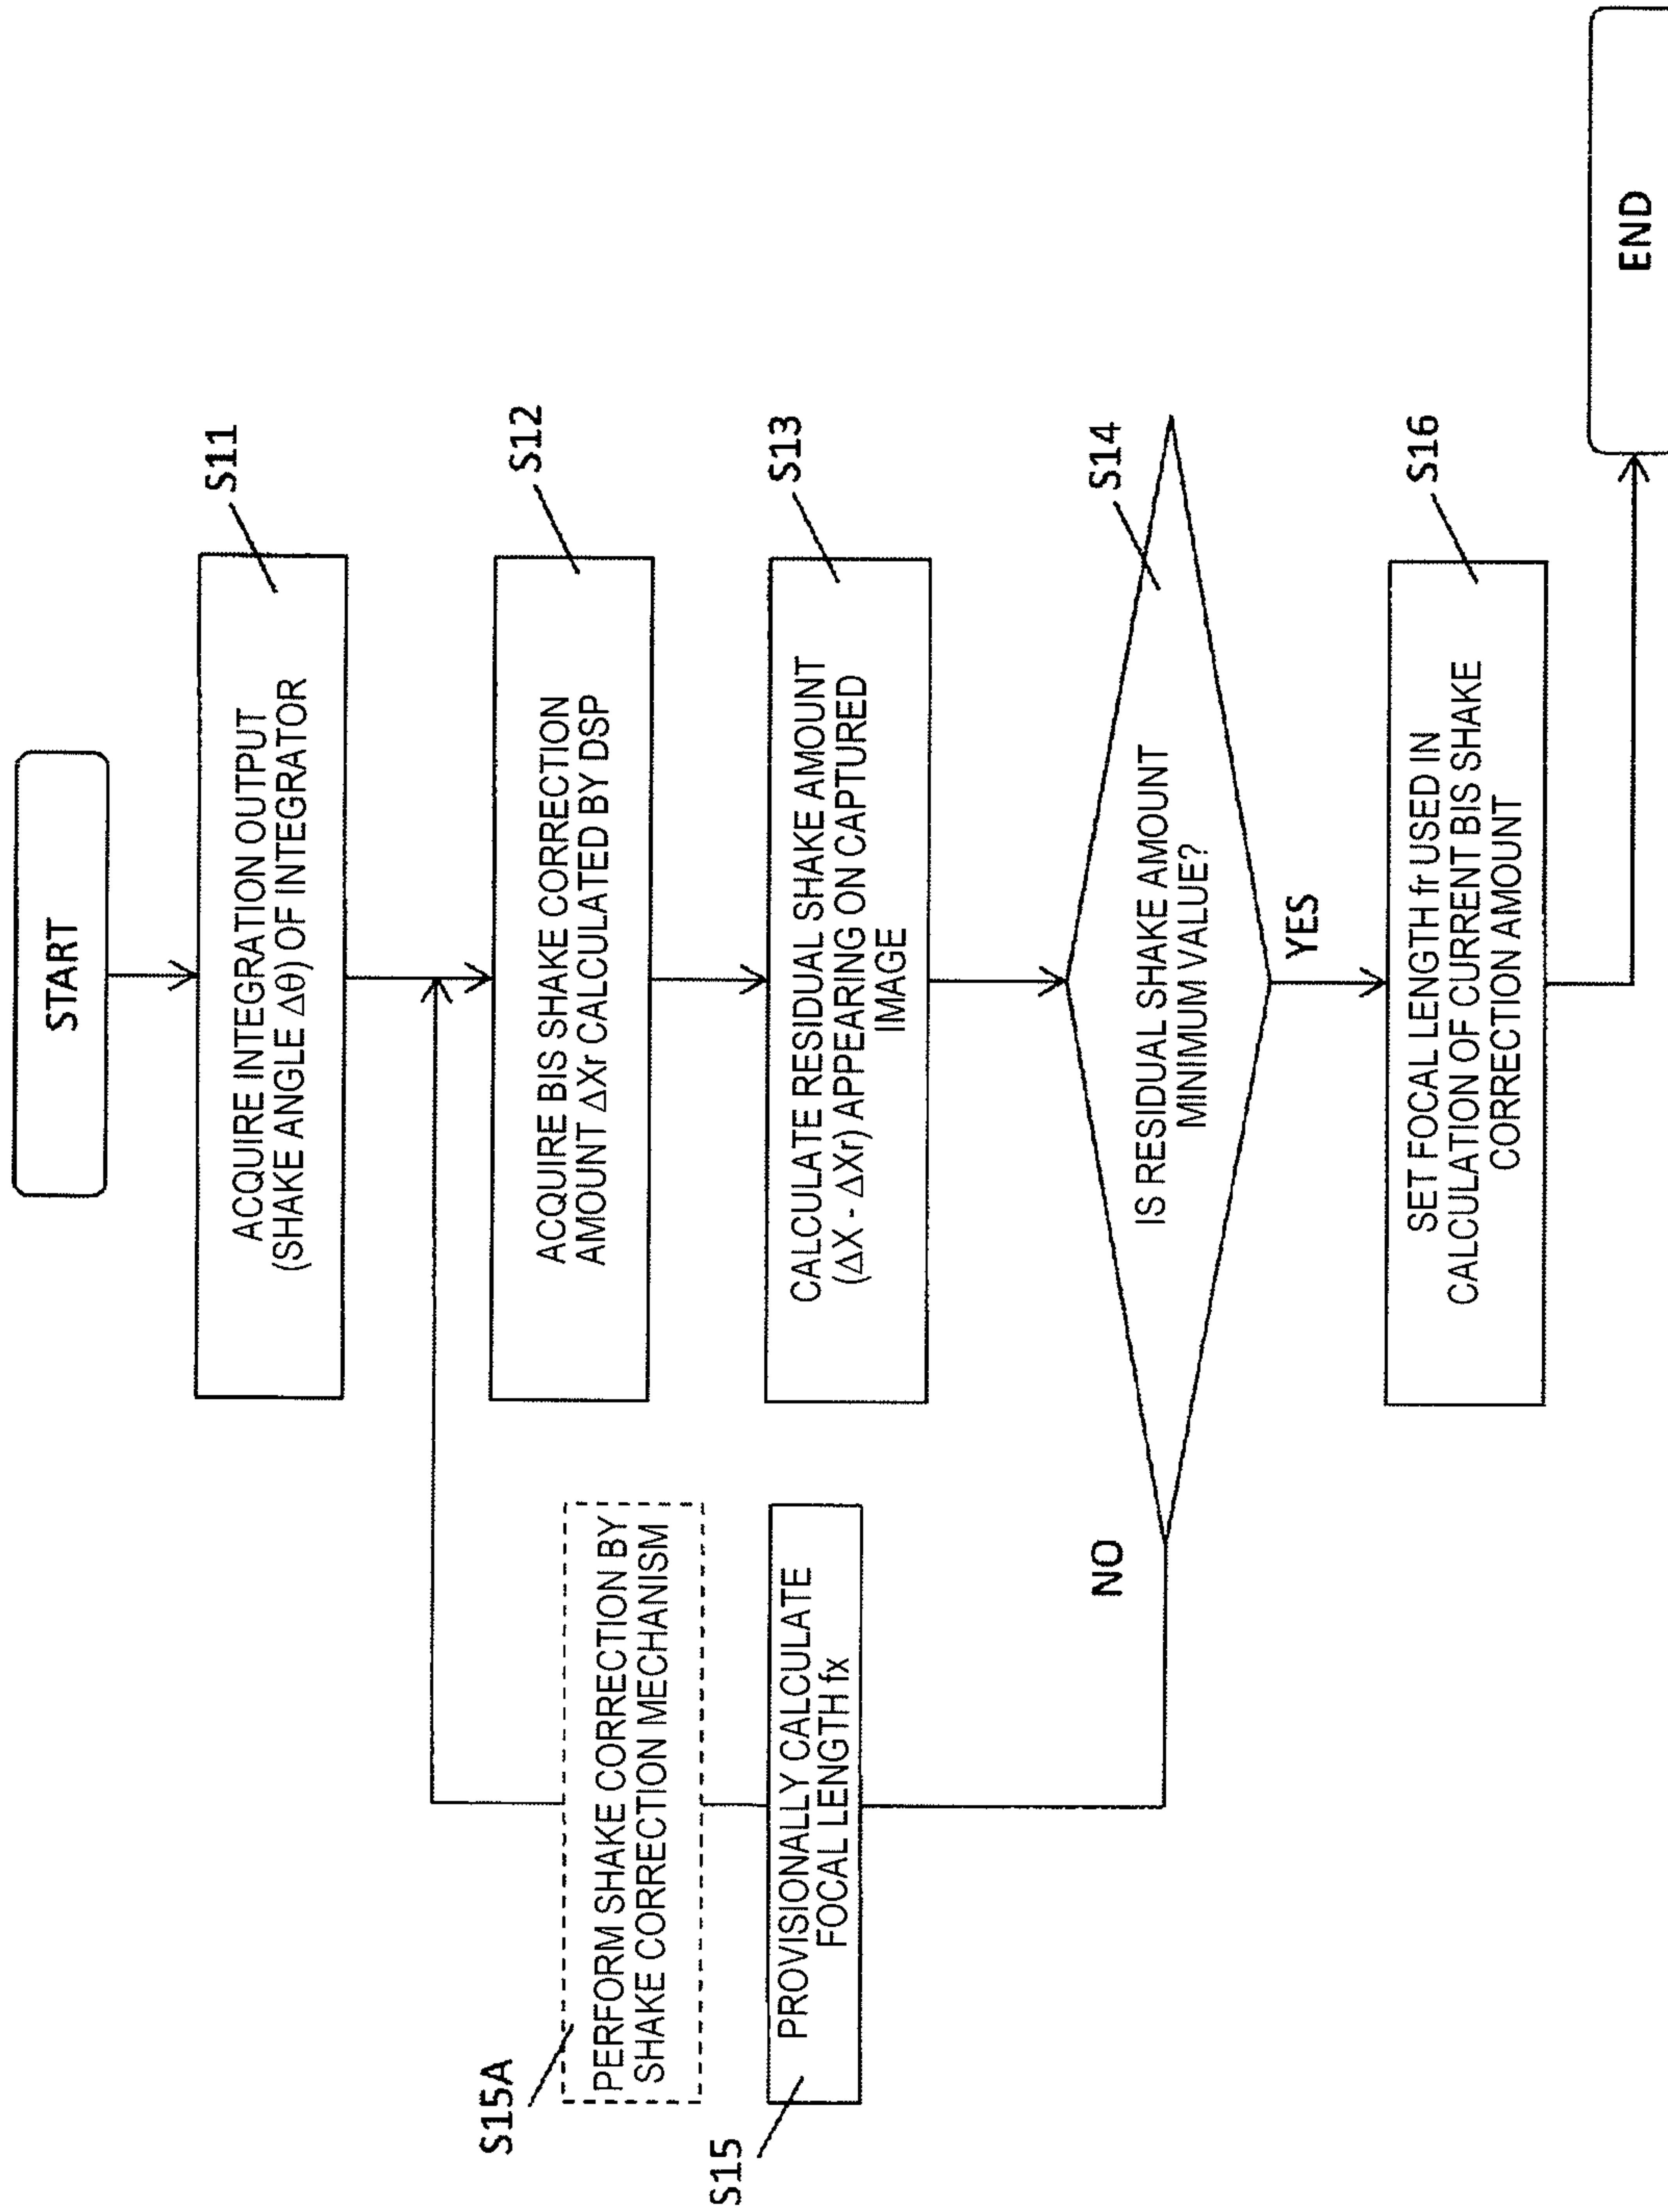 START
ACQUIRE INTEGRATION OUTPUT
(SHAKE ANGLE Δθ) OF INTEGRATOR
S11
ACQUIRE BIS SHAKE CORRECTION
AMOUNT ΔXr CALCULATED BY DSP
S12
CALCULATE RESIDUAL SHAKE AMOUNT
(ΔX - ΔXr) APPEARING ON CAPTURED
IMAGE
S13
IS RESIDUAL SHAKE AMOUNT
MINIMUM VALUE?
S14
NO
YES
S15A
PERFORM SHAKE CORRECTION BY
SHAKE CORRECTION MECHANISM
S15
PROVISIONALLY CALCULATE
FOCAL LENGTH fx
SET FOCAL LENGTH fr USED IN
CALCULATION OF CURRENT BIS SHAKE
CORRECTION AMOUNT
S16
END